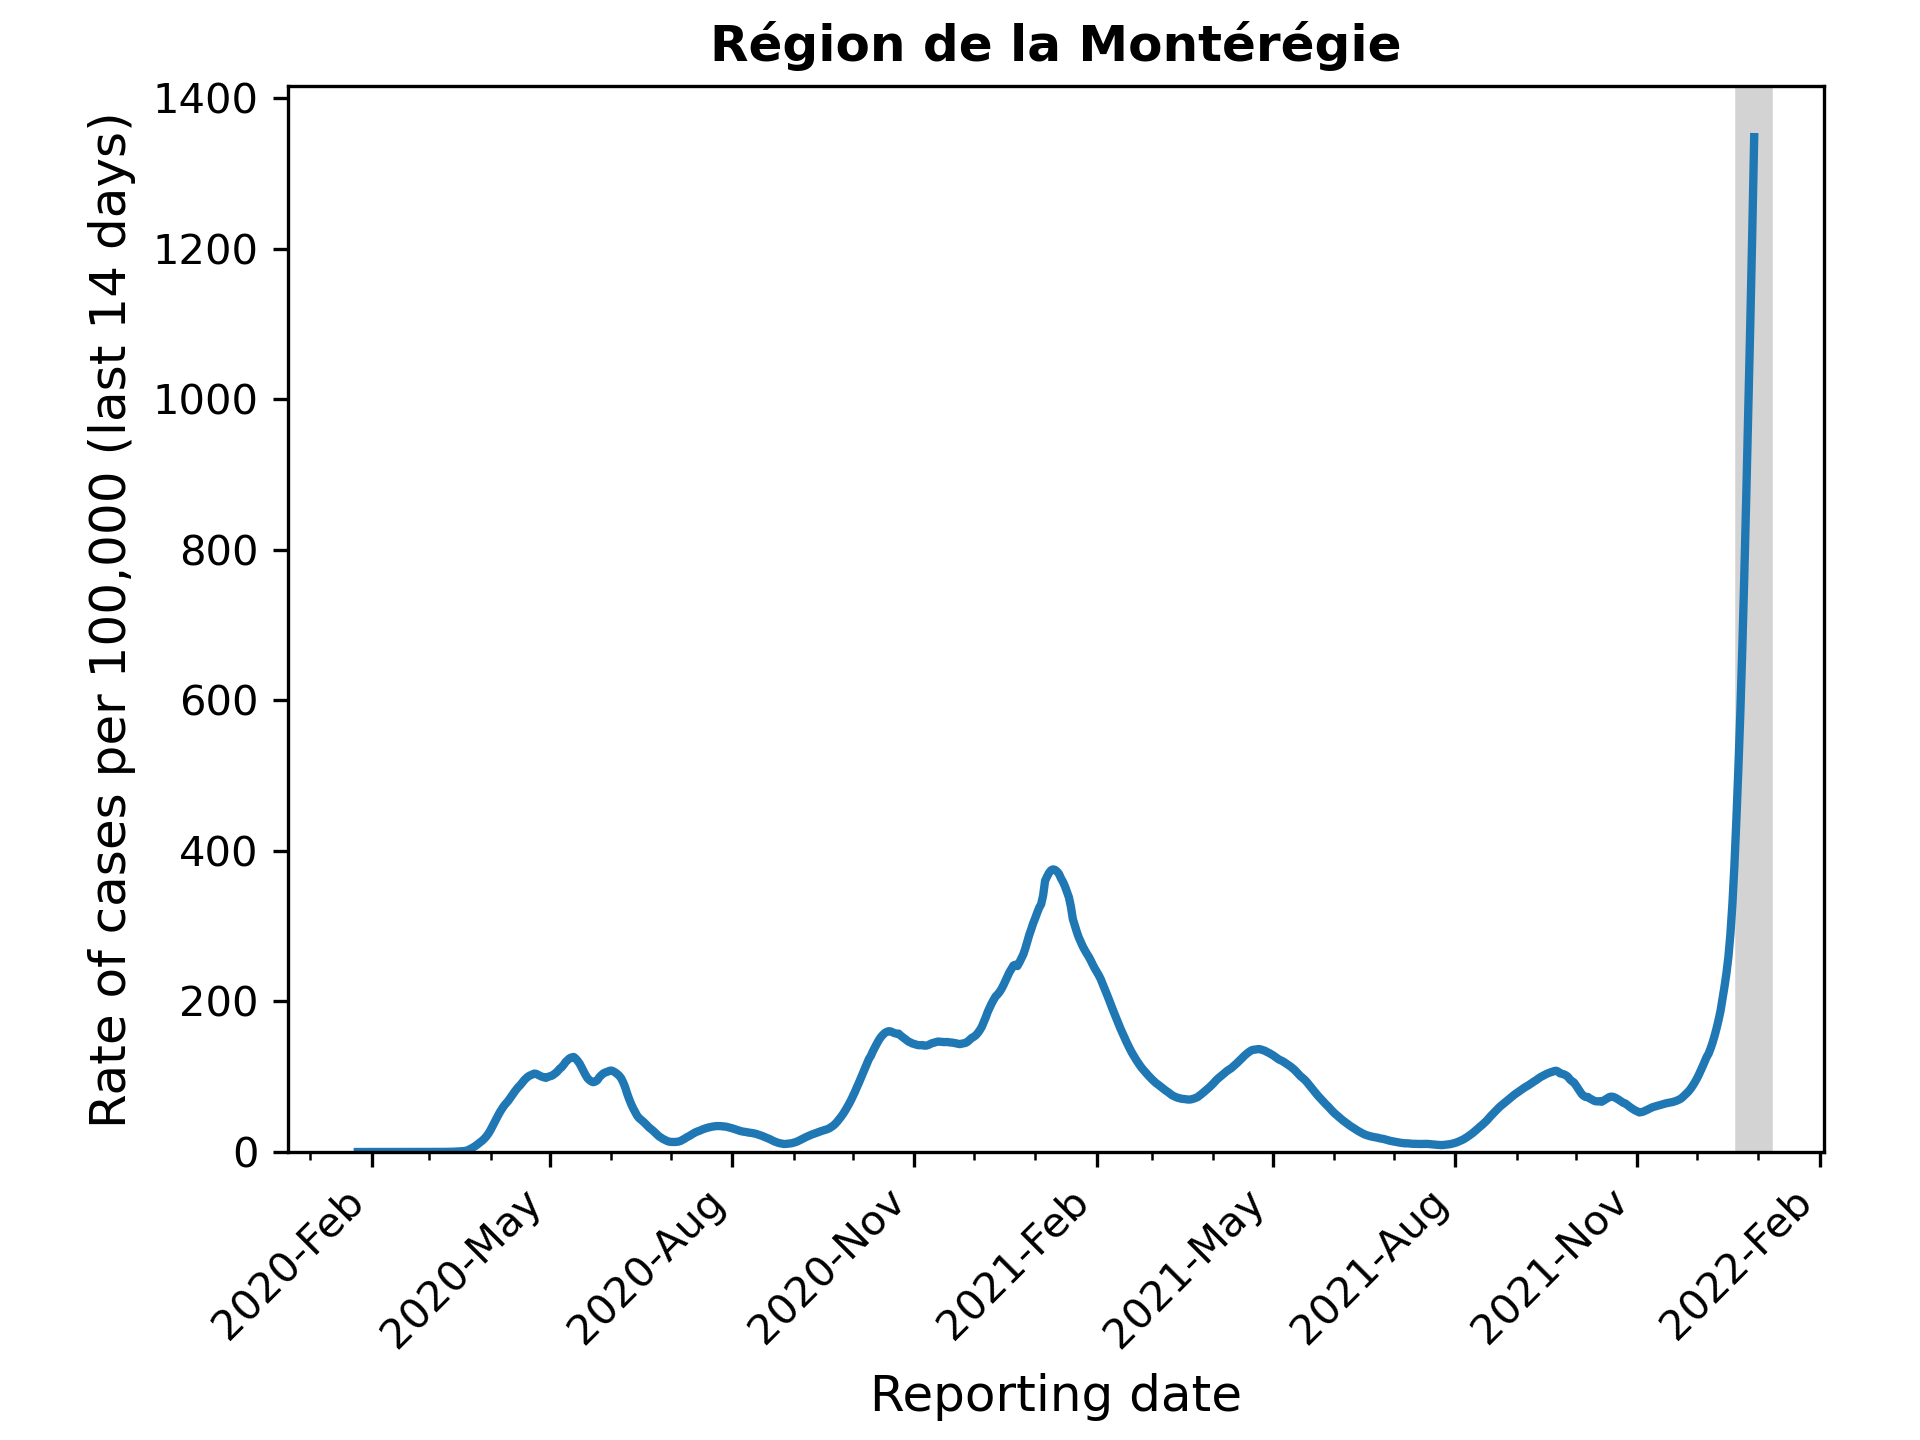 Région de la Montérégie
Rate of cases per 100,000 (last 14 days)
1400
1200
1000
800
600
400
200
0
2020-Feb
2020-May
2020-Aug
2020-Nov
2021-Feb
2021-May
2021-Aug
2021-Nov
2022-Feb
Reporting date